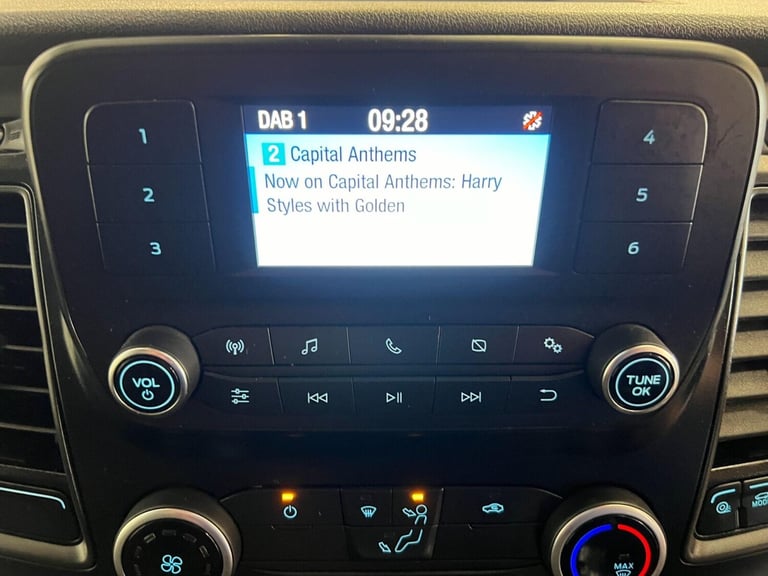 DAB 1 09:28
2 Capital Anthems
Now on Capital Anthems: Harry
Styles with Golden
1
2
3
4
5
6
VOL
TUNE
OK
MAX
MODE